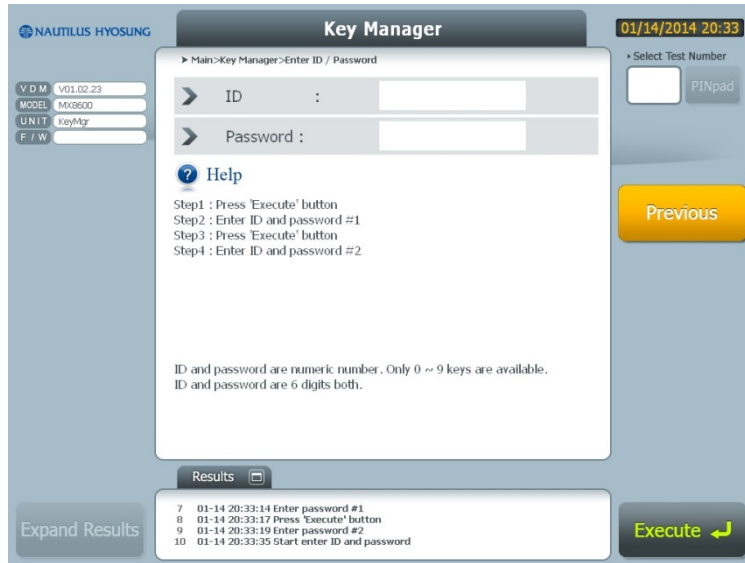 NAUTILUS HYOSUNG
Key Manager
01/14/2014 20:33
Main>Key Manager>Enter ID / Password
Select Test Number
PINpad
VDM V01.02.23
MODEL MX8600
UNIT KeyMgr
F / W
ID :
Password :
Help
Step1 : Press 'Execute' button
Step2 : Enter ID and password #1
Step3 : Press 'Execute' button
Step4 : Enter ID and password #2
Previous
ID and password are numeric number. Only 0 ~ 9 keys are available.
ID and password are 6 digits both.
Results
7 01-14 20:33:14 Enter password #1
8 01-14 20:33:17 Press 'Execute' button
9 01-14 20:33:19 Enter password #2
10 01-14 20:33:35 Start enter ID and password
Expand Results
Execute